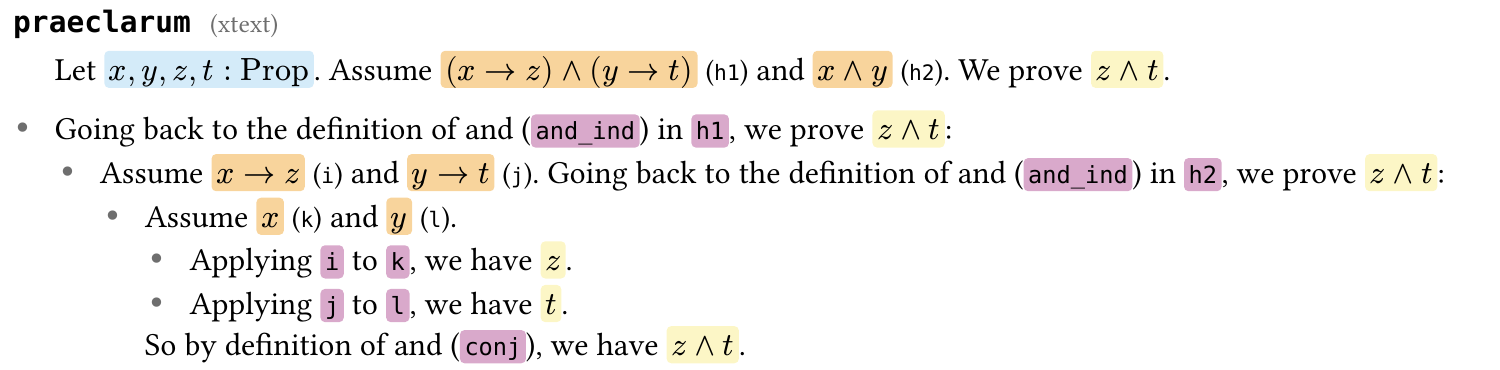 praeclarum (xtext)
Let x, y, z, t : Prop. Assume (x → z) ∧ (y → t) (h1) and x ∧ y (h2). We prove z ∧ t.
• Going back to the definition of and (and_ind) in h1, we prove z ∧ t:
• Assume x → z (i) and y → t (j). Going back to the definition of and (and_ind) in h2, we prove z ∧ t:
• Assume x (k) and y (l).
• Applying i to k, we have z.
• Applying j to l, we have t.
So by definition of and (conj), we have z ∧ t.